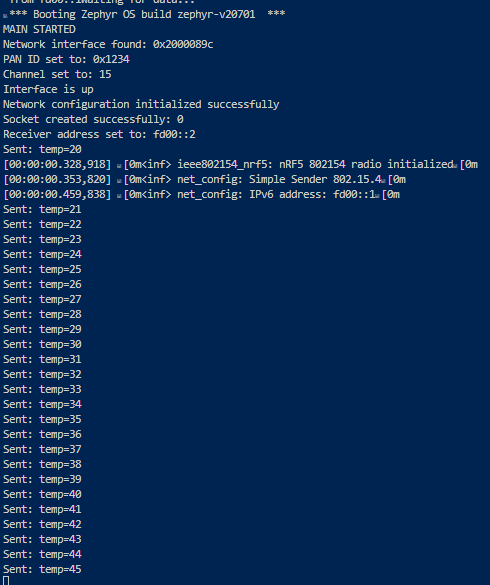 from fd00::1Waiting for data...
*** Booting Zephyr OS build zephyr-v20701  ***
MAIN STARTED
Network interface found: 0x2000089c
PAN ID set to: 0x1234
Channel set to: 15
Interface is up
Network configuration initialized successfully
Socket created successfully: 0
Receiver address set to: fd00::2
Sent: temp=20
[00:00:00.328,918] ␛[0m<inf> ieee802154_nrf5: nRF5 802154 radio initialized␛[0m
[00:00:00.353,820] ␛[0m<inf> net_config: Simple Sender 802.15.4␛[0m
[00:00:00.459,838] ␛[0m<inf> net_config: IPv6 address: fd00::1␛[0m
Sent: temp=21
Sent: temp=22
Sent: temp=23
Sent: temp=24
Sent: temp=25
Sent: temp=26
Sent: temp=27
Sent: temp=28
Sent: temp=29
Sent: temp=30
Sent: temp=31
Sent: temp=32
Sent: temp=33
Sent: temp=34
Sent: temp=35
Sent: temp=36
Sent: temp=37
Sent: temp=38
Sent: temp=39
Sent: temp=40
Sent: temp=41
Sent: temp=42
Sent: temp=43
Sent: temp=44
Sent: temp=45